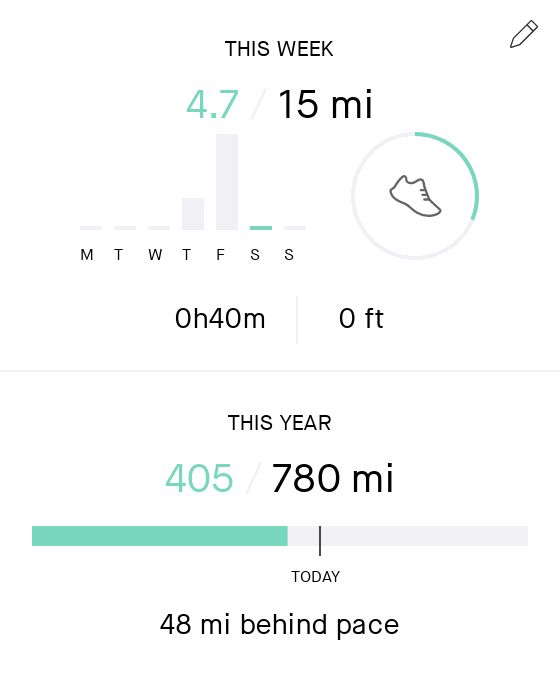 THIS WEEK
4.7 / 15 mi
M T W T F S S
0h40m 0 ft
THIS YEAR
405 / 780 mi
TODAY
48 mi behind pace